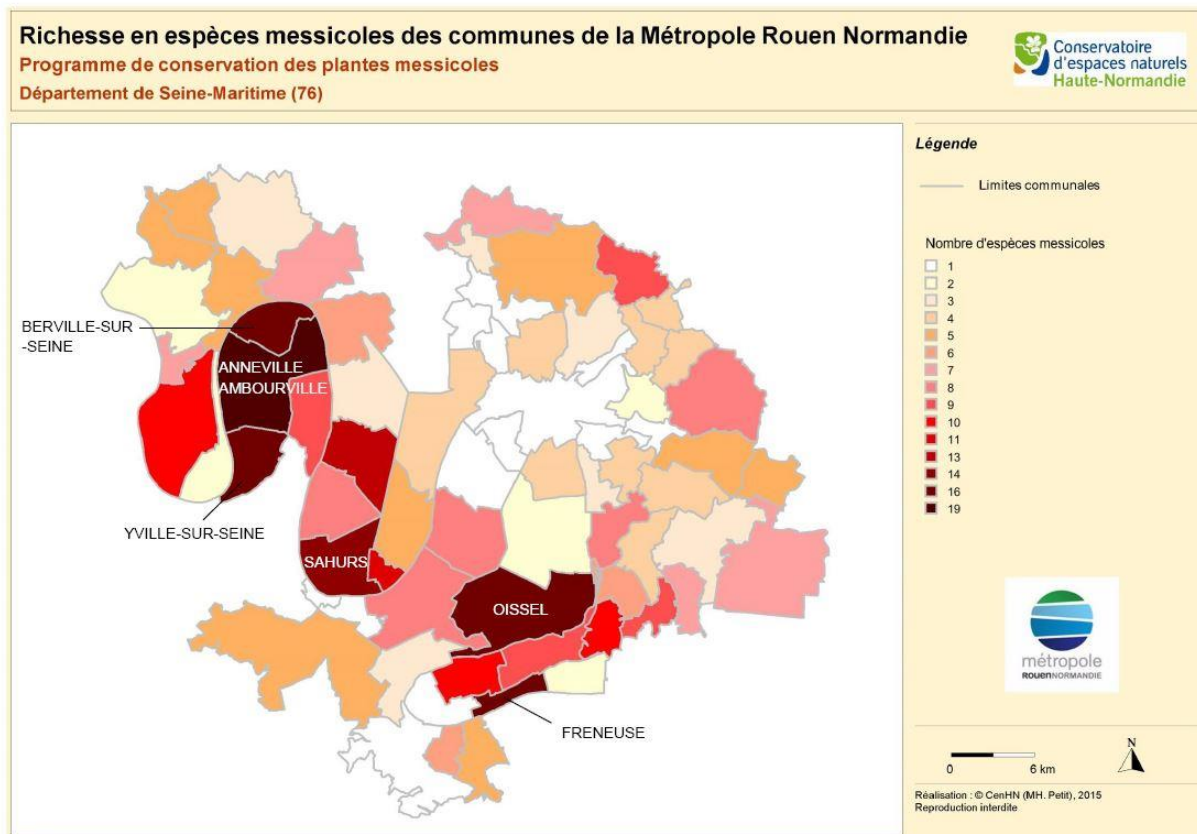 Richesse en espèces messicoles des communes de la Métropole Rouen Normandie
Programme de conservation des plantes messicoles
Département de Seine-Maritime (76)
Conservatoire
d'espaces naturels
Haute-Normandie
BERVILLE-SUR
-SEINE
ANNEVILLE
AMBOURVILLE
YVILLE-SUR-SEINE
SAHURS
OISSEL
FRENEUSE
Légende
Limites communales
Nombre d'espèces messicoles
1
2
3
4
5
6
7
8
9
10
11
13
14
16
19
métropole
ROUENNORMANDIE
N
0 6 km
Réalisation : © CenHN (MH. Petit), 2015
Reproduction interdite